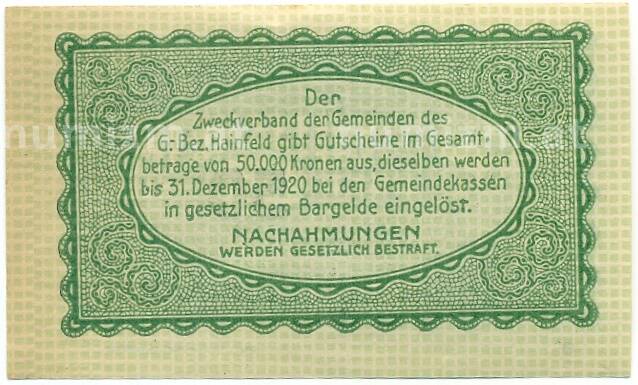 Der
Zweckverband der Gemeinden des
G.-Bez. Hainfeld gibt Gutscheine im Gesamt-
betrage von 50.000 Kronen aus, dieselben werden
bis 31. Dezember 1920 bei den Gemeindekassen
in gesetzlichem Bargelde eingelöst.
NACHAHMUNGEN
WERDEN GESETZLICH BESTRAFT.